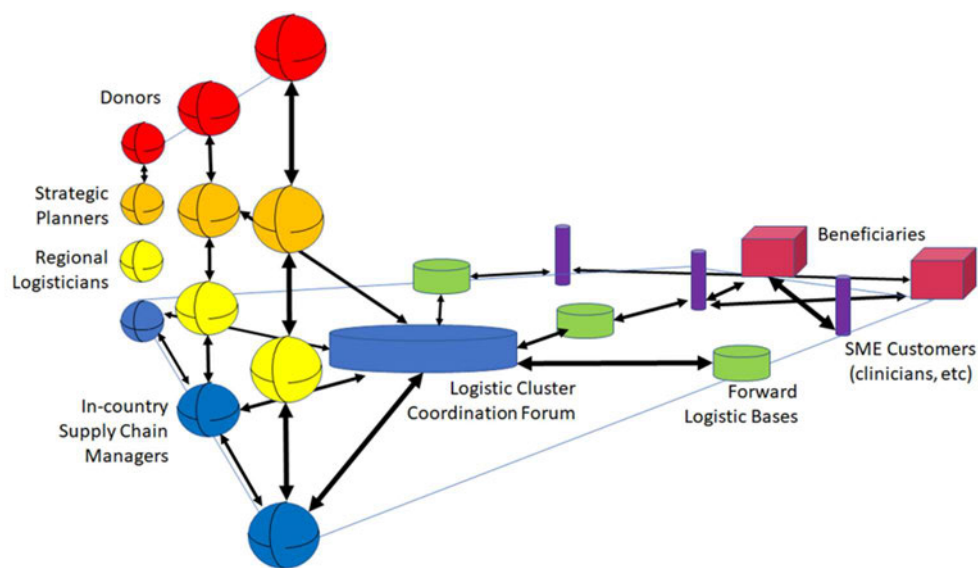 Donors
Strategic
Planners
Regional
Logisticians
In-country
Supply Chain
Managers
Logistic Cluster
Coordination Forum
Forward
Logistic Bases
Beneficiaries
SME Customers
(clinicians, etc)